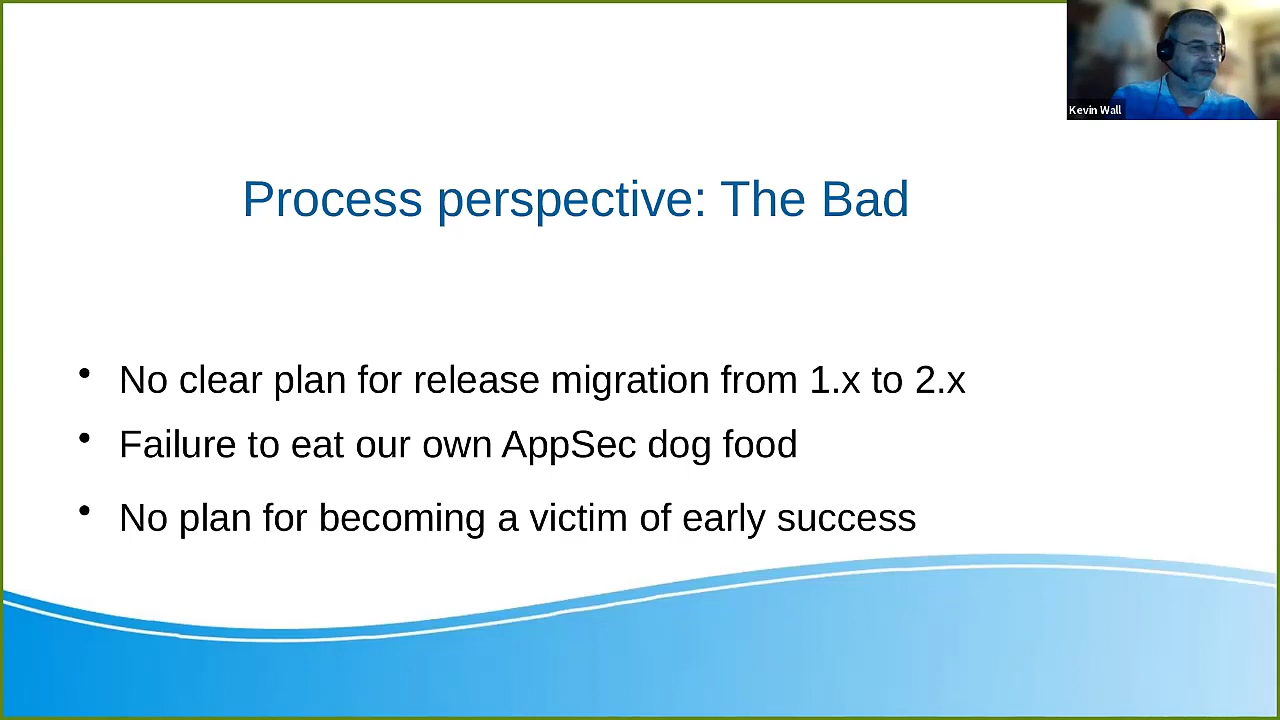 Kevin Wall
Process perspective: The Bad
• No clear plan for release migration from 1.x to 2.x
• Failure to eat our own AppSec dog food
• No plan for becoming a victim of early success